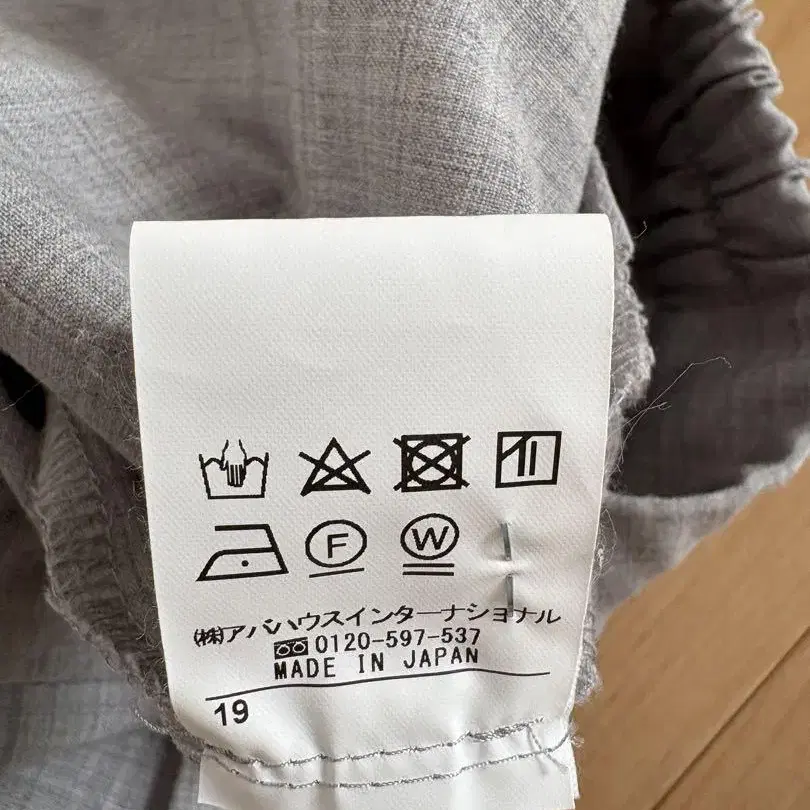 F W
(株)アバハウスインターナショナル
0120-597-537
MADE IN JAPAN
19